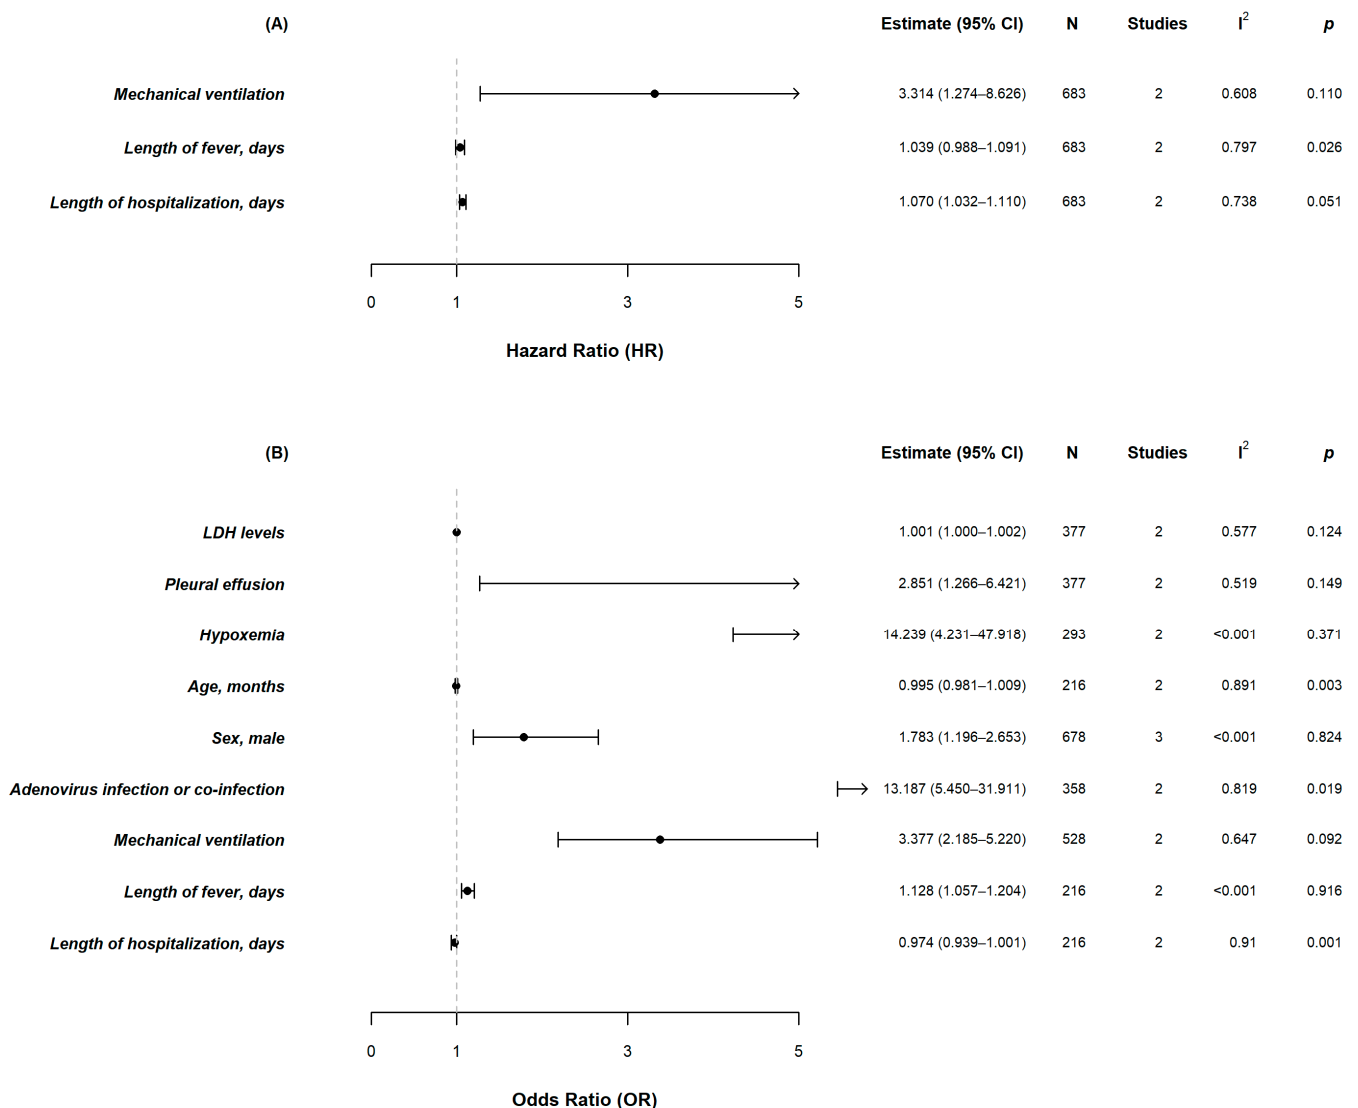 (A) Estimate (95% CI) N Studies I2 p
Mechanical ventilation 3.314 (1.274–8.626) 683 2 0.608 0.110
Length of fever, days 1.039 (0.988–1.091) 683 2 0.797 0.026
Length of hospitalization, days 1.070 (1.032–1.110) 683 2 0.738 0.051
0 1 3 5
Hazard Ratio (HR)
(B) Estimate (95% CI) N Studies I2 p
LDH levels 1.001 (1.000–1.002) 377 2 0.577 0.124
Pleural effusion 2.851 (1.266–6.421) 377 2 0.519 0.149
Hypoxemia 14.239 (4.231–47.918) 293 2 <0.001 0.371
Age, months 0.995 (0.981–1.009) 216 2 0.891 0.003
Sex, male 1.783 (1.196–2.653) 678 3 <0.001 0.824
Adenovirus infection or co-infection 13.187 (5.450–31.911) 358 2 0.819 0.019
Mechanical ventilation 3.377 (2.185–5.220) 528 2 0.647 0.092
Length of fever, days 1.128 (1.057–1.204) 216 2 <0.001 0.916
Length of hospitalization, days 0.974 (0.939–1.001) 216 2 0.91 0.001
0 1 3 5
Odds Ratio (OR)